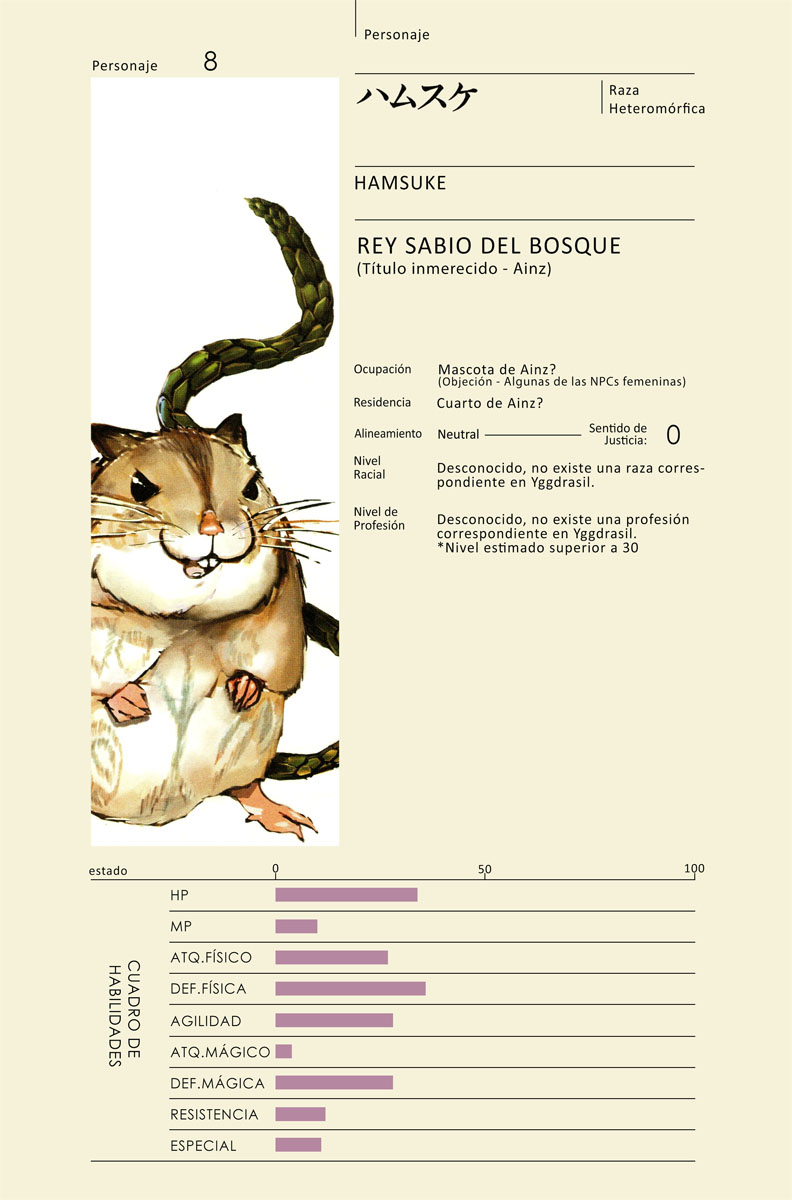 Personaje
Personaje 8
ハムスケ
Raza
Heteromórfica
HAMSUKE
REY SABIO DEL BOSQUE
(Título inmerecido - Ainz)
Ocupación
Mascota de Ainz?
(Objeción - Algunas de las NPCs femeninas)
Residencia
Cuarto de Ainz?
Alineamiento
Neutral
Sentido de
Justicia:
0
Nivel
Racial
Desconocido, no existe una raza corres-
pondiente en Yggdrasil.
Nivel de
Profesión
Desconocido, no existe una profesión
correspondiente en Yggdrasil.
*Nivel estimado superior a 30
estado
0
50
100
CUADRO DE
HABILIDADES
HP
MP
ATQ.FÍSICO
DEF.FÍSICA
AGILIDAD
ATQ.MÁGICO
DEF.MÁGICA
RESISTENCIA
ESPECIAL